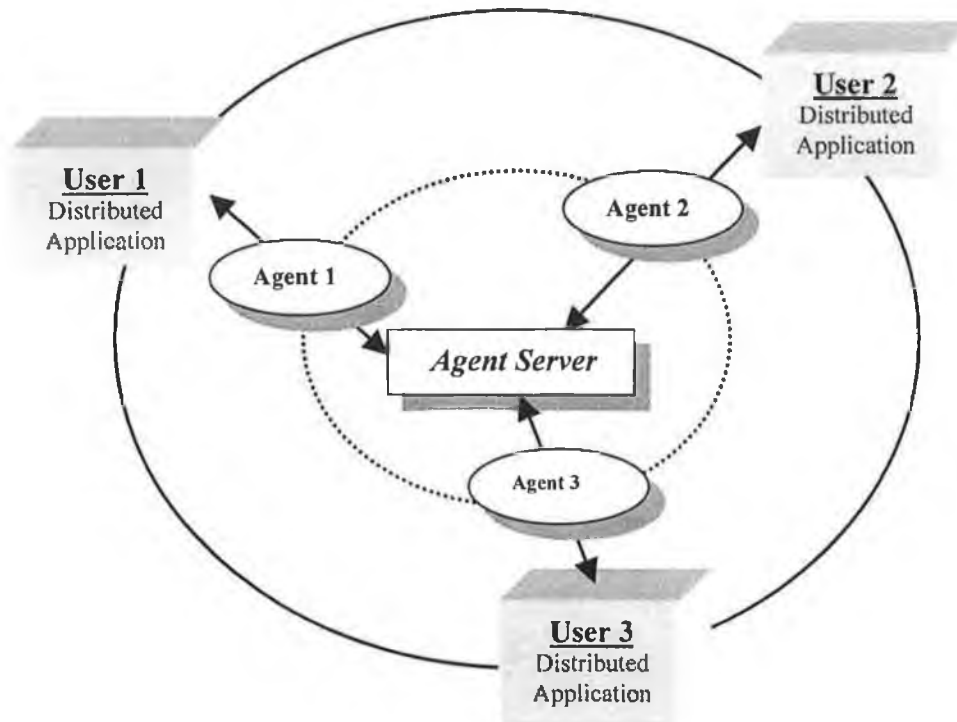 User 2
Distributed
Application
User 1
Distributed
Application
Agent 2
Agent 1
Agent Server
Agent 3
User 3
Distributed
Application